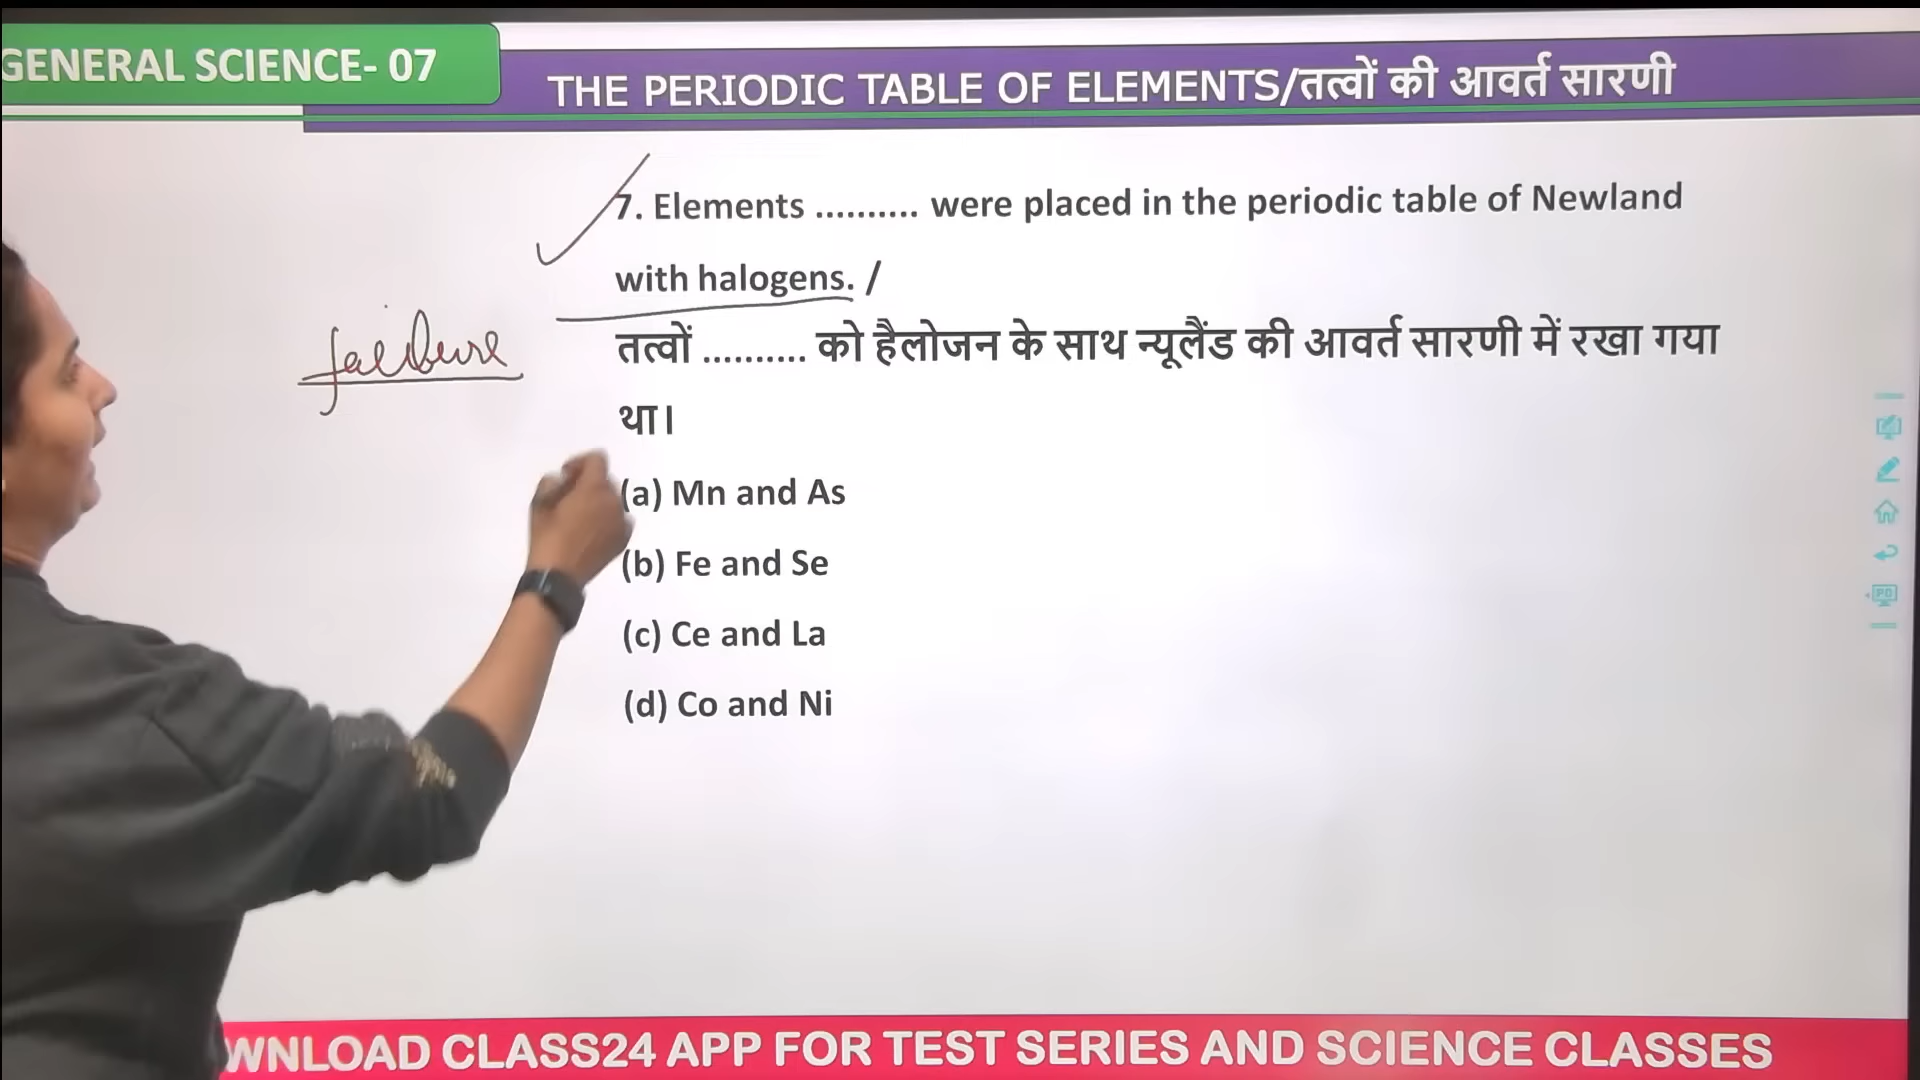 GENERAL SCIENCE- 07
THE PERIODIC TABLE OF ELEMENTS/तत्वों की आवर्त सारणी
7. Elements .......... were placed in the periodic table of Newland
with halogens. /
failure
तत्वों .......... को हैलोजन के साथ न्यूलैंड की आवर्त सारणी में रखा गया
था।
(a) Mn and As
(b) Fe and Se
(c) Ce and La
(d) Co and Ni
WNLOAD CLASS24 APP FOR TEST SERIES AND SCIENCE CLASSES